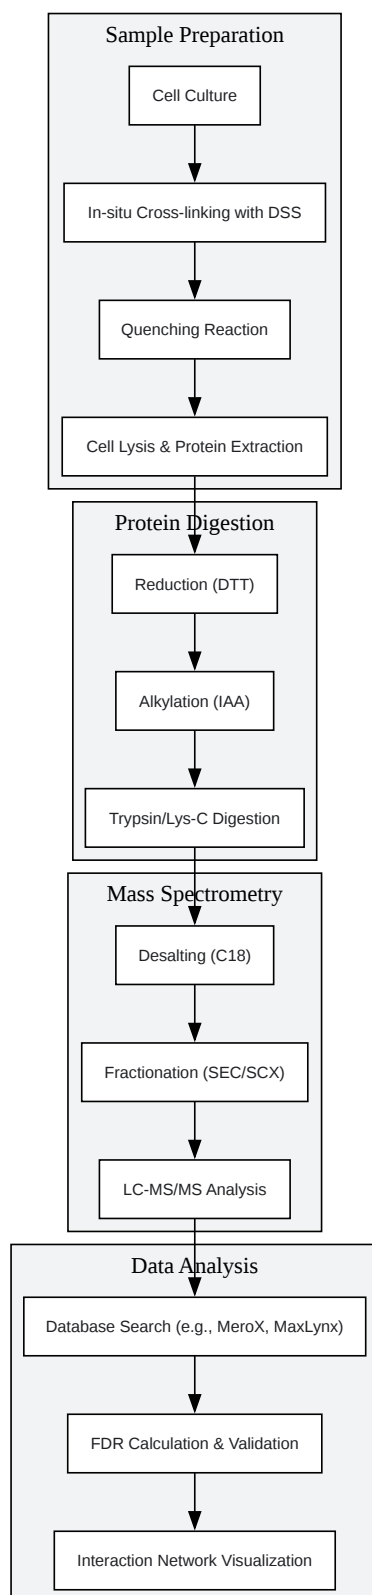 Sample Preparation
Cell Culture
In-situ Cross-linking with DSS
Quenching Reaction
Cell Lysis & Protein Extraction
Protein Digestion
Reduction (DTT)
Alkylation (IAA)
Trypsin/Lys-C Digestion
Mass Spectrometry
Desalting (C18)
Fractionation (SEC/SCX)
LC-MS/MS Analysis
Data Analysis
Database Search (e.g., MeroX, MaxLynx)
FDR Calculation & Validation
Interaction Network Visualization